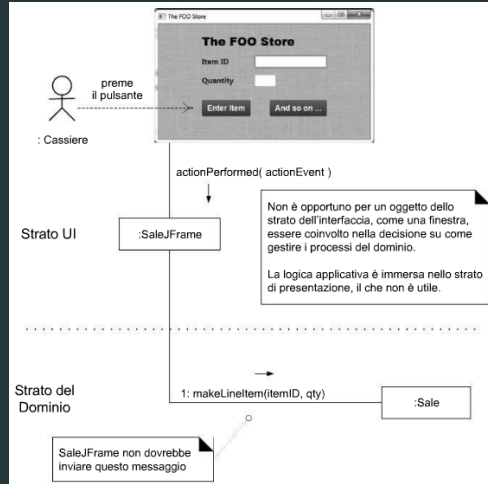 The FOO Store
The FOO Store
Item ID
Quantity
Enter Item
And so on ...
preme
il pulsante
: Cassiere
actionPerformed( actionEvent )
Strato UI
:SaleJFrame
Non è opportuno per un oggetto dello
strato dell'interfaccia, come una finestra,
essere coinvolto nella decisione su come
gestire i processi del dominio.
La logica applicativa è immersa nello strato
di presentazione, il che non è utile.
Strato del
Dominio
1: makeLineItem(itemID, qty)
:Sale
SaleJFrame non dovrebbe
inviare questo messaggio